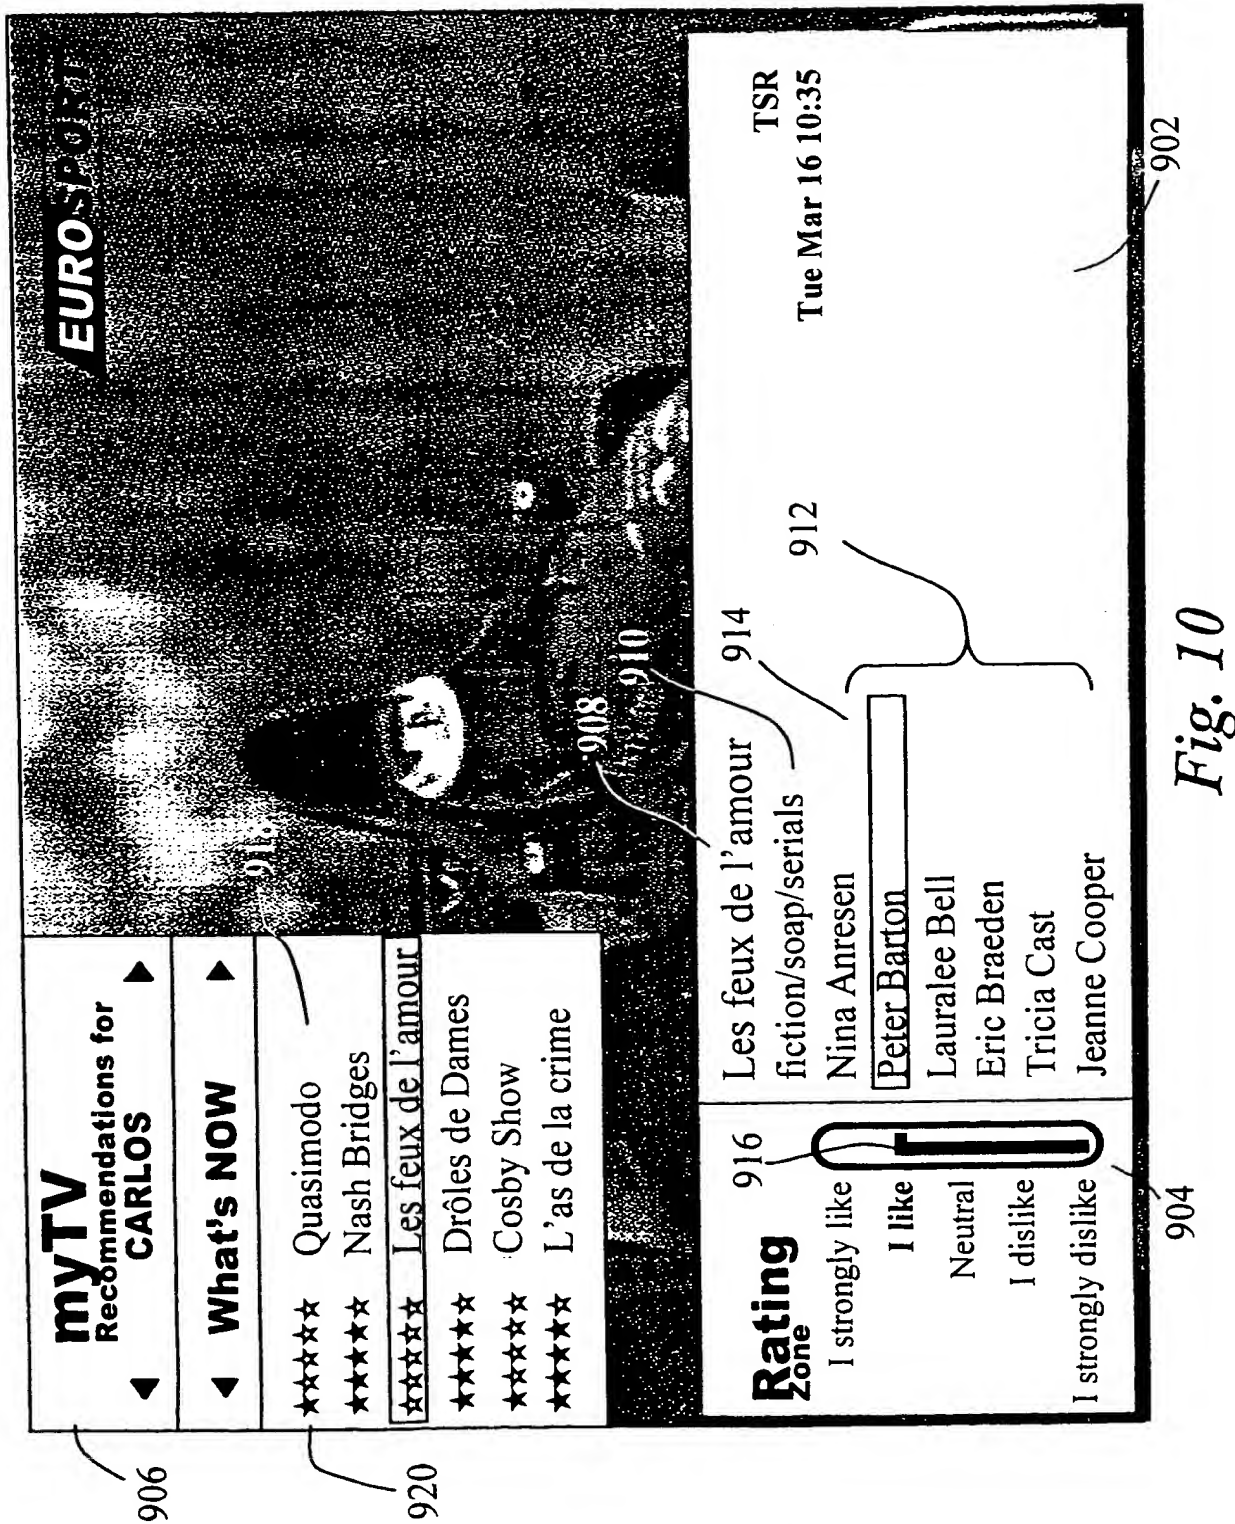 EUROSPORT
myTV
Recommendations for
CARLOS
What's NOW
Quasimodo
Nash Bridges
Les feux de l'amour
Drôles de Dames
Cosby Show
L'as de la crime
906
920
908
910
914
912
Les feux de l'amour
fiction/soap/serials
Nina Anresen
Peter Barton
Lauralee Bell
Eric Braeden
Tricia Cast
Jeanne Cooper
TSR
Tue Mar 16 10:35
902
Rating
Zone
916
I strongly like
I like
Neutral
I dislike
I strongly dislike
904
Fig. 10